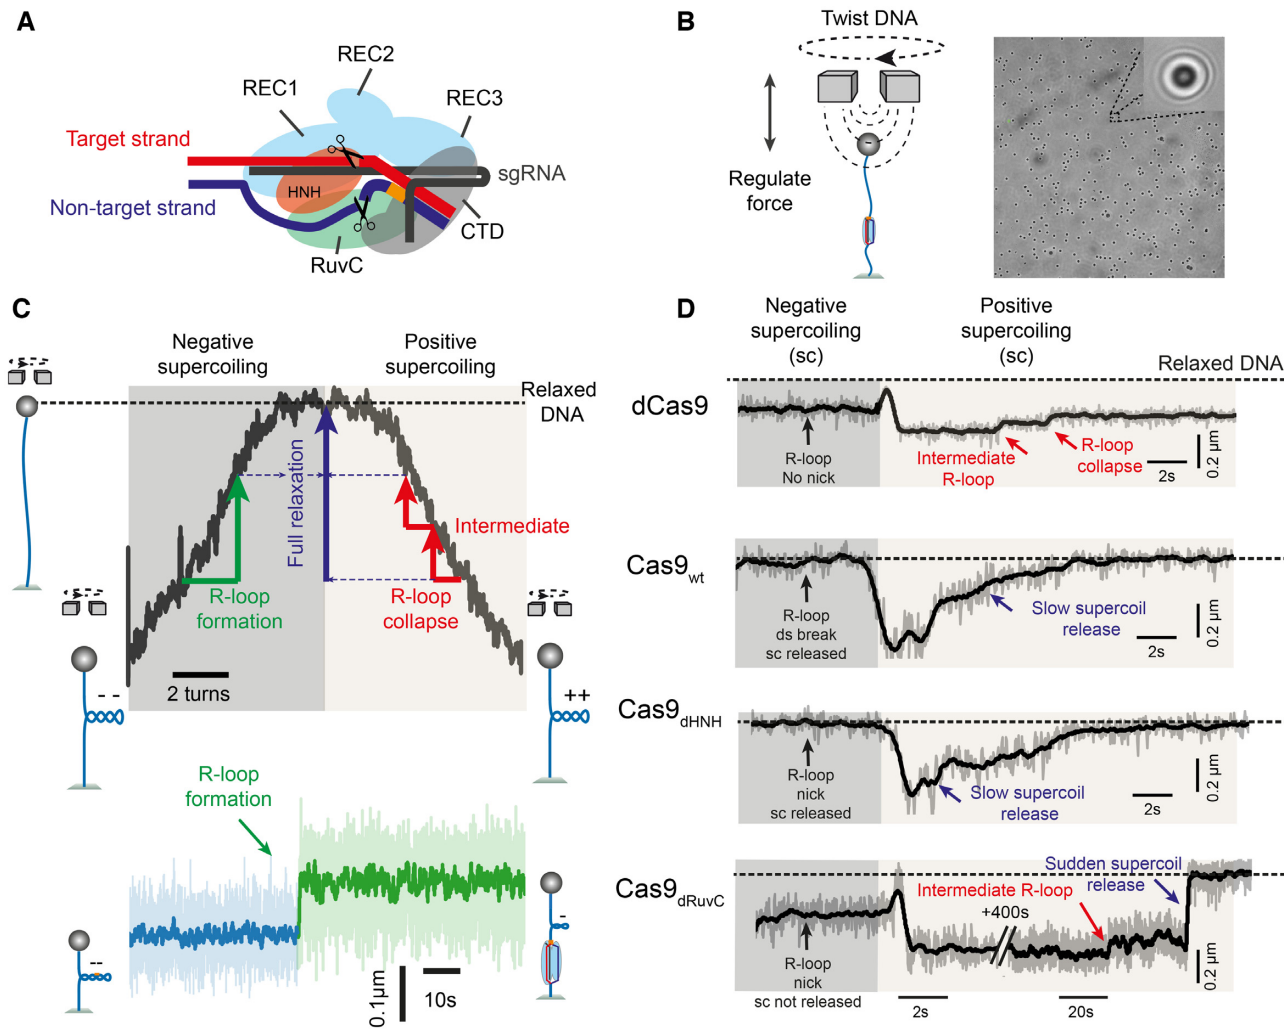 A
REC2
REC1
REC3
Target strand
sgRNA
HNH
Non-target strand
CTD
RuvC
B
Twist DNA
Regulate
force
-
C
Negative
supercoiling
Positive
supercoiling
Relaxed
DNA
Full relaxation
Intermediate
R-loop
formation
R-loop
collapse
2 turns
- -
++
R-loop
formation
--
-
0.1µm
10s
D
Negative
supercoiling
(sc)
Positive
supercoiling
(sc)
Relaxed DNA
dCas9
R-loop
No nick
Intermediate
R-loop
R-loop
collapse
2s
0.2 µm
Cas9wt
R-loop
ds break
sc released
Slow supercoil
release
2s
0.2 µm
Cas9dHNH
R-loop
nick
sc released
Slow supercoil
release
2s
0.2 µm
Cas9dRuvC
Sudden supercoil
release
Intermediate R-loop
+400s
R-loop
nick
sc not released
2s
20s
0.2 µm